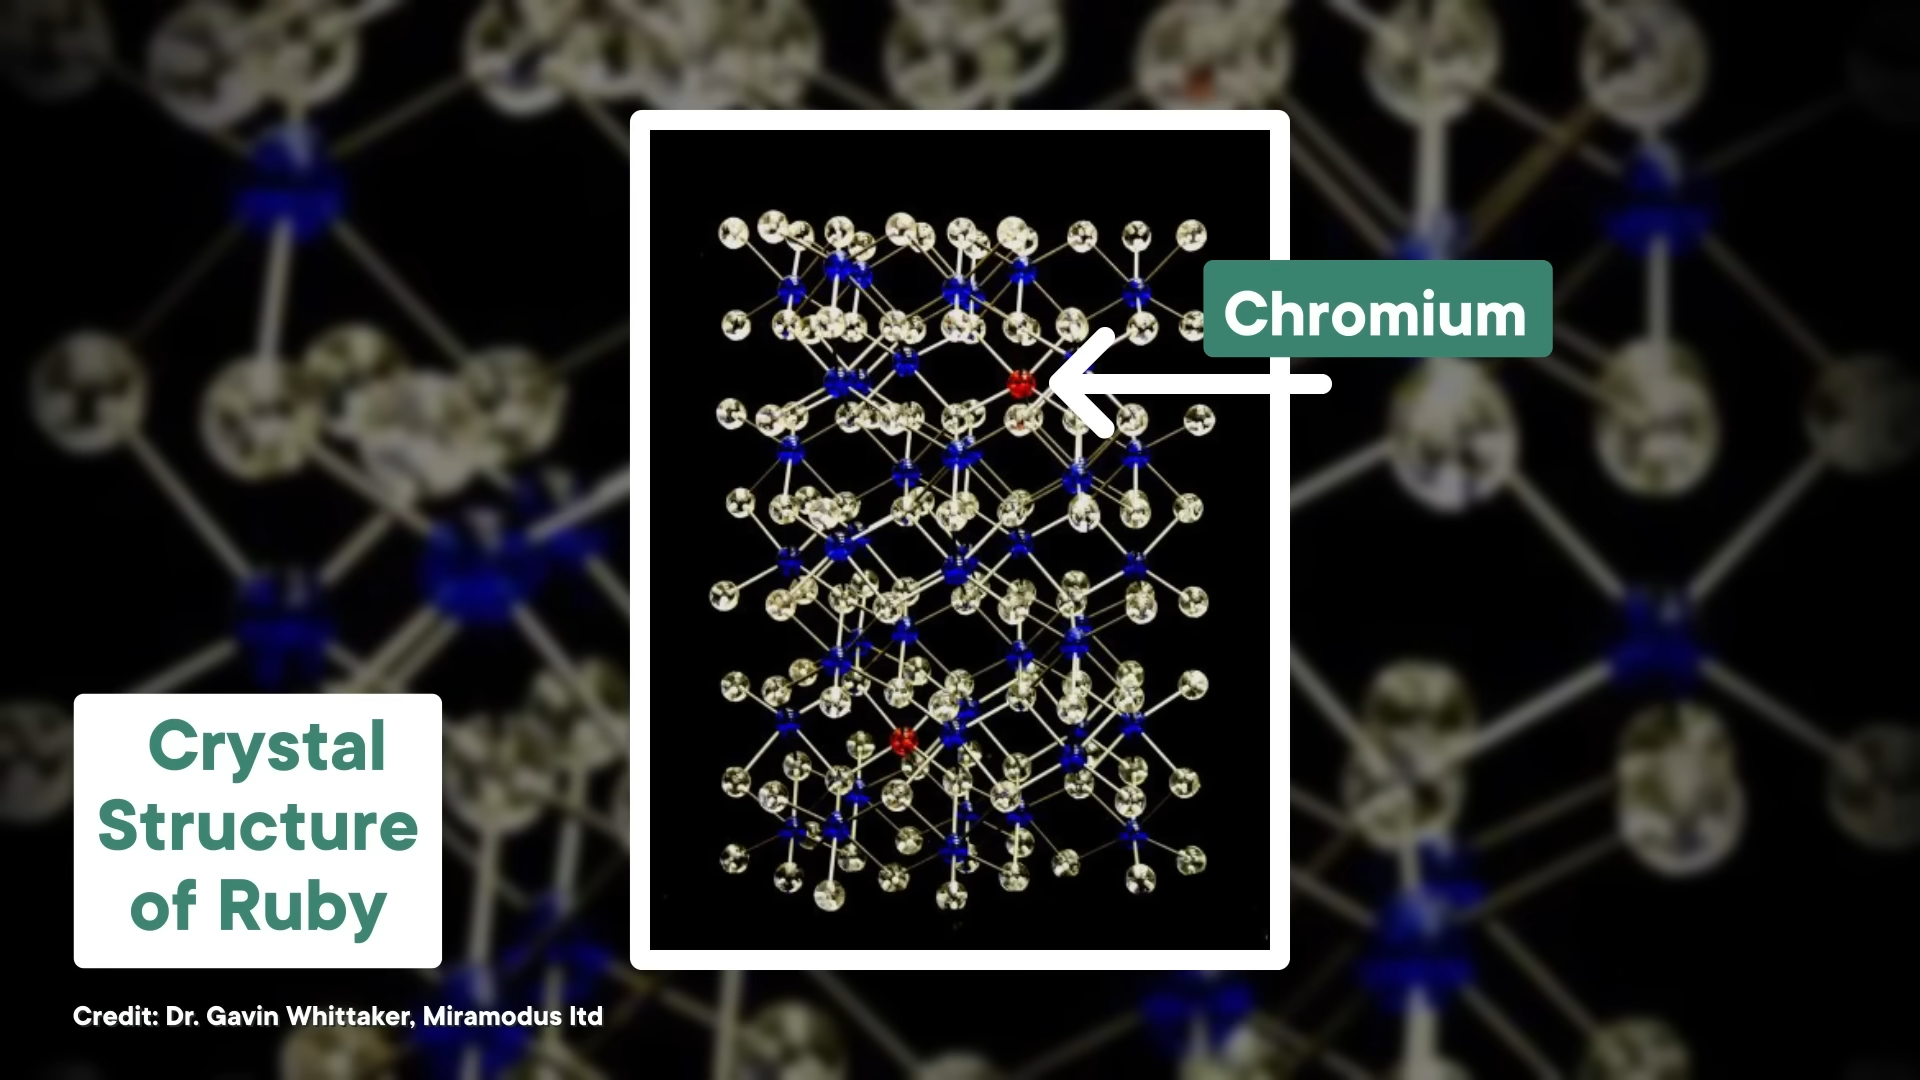 Chromium
Crystal
Structure
of Ruby
Credit: Dr. Gavin Whittaker, Miramodus ltd